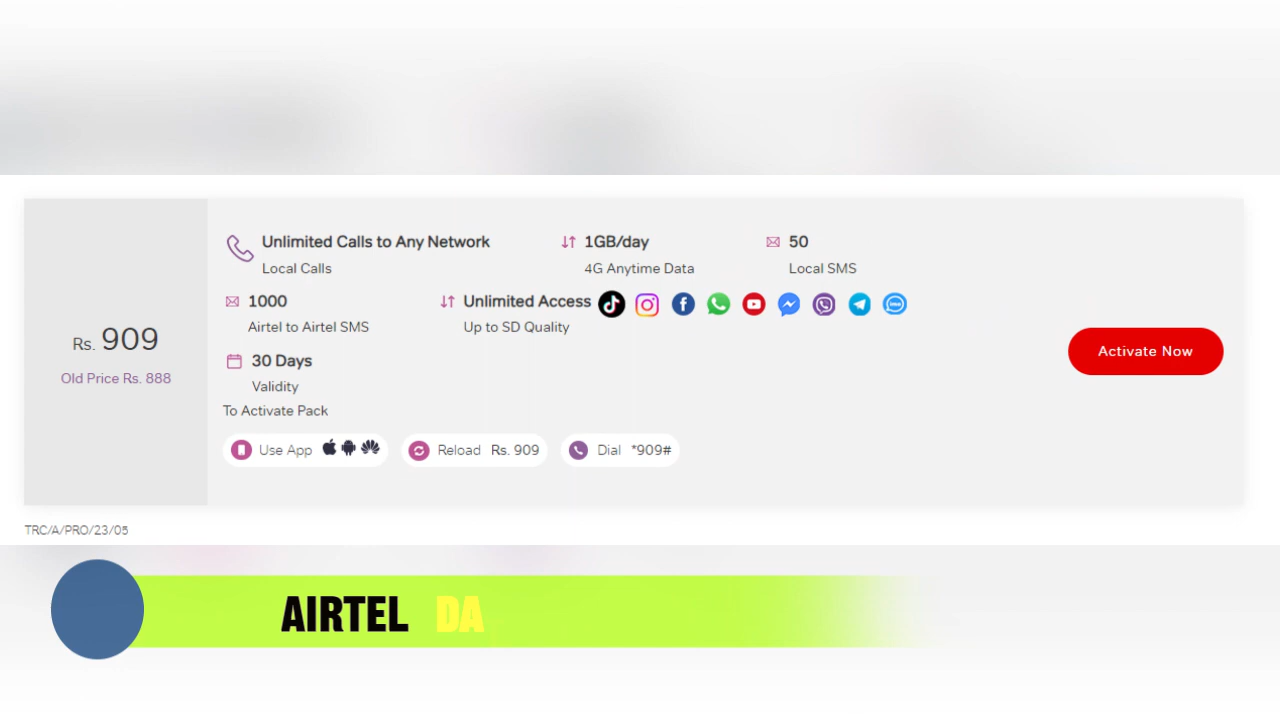 Unlimited Calls to Any Network
Local Calls
1GB/day
4G Anytime Data
50
Local SMS
1000
Airtel to Airtel SMS
Unlimited Access
Up to SD Quality
Rs. 909
Old Price Rs. 888
30 Days
Validity
To Activate Pack
Use App
Reload Rs. 909
Dial *909#
Activate Now
TRC/A/PRO/23/05
AIRTEL DA